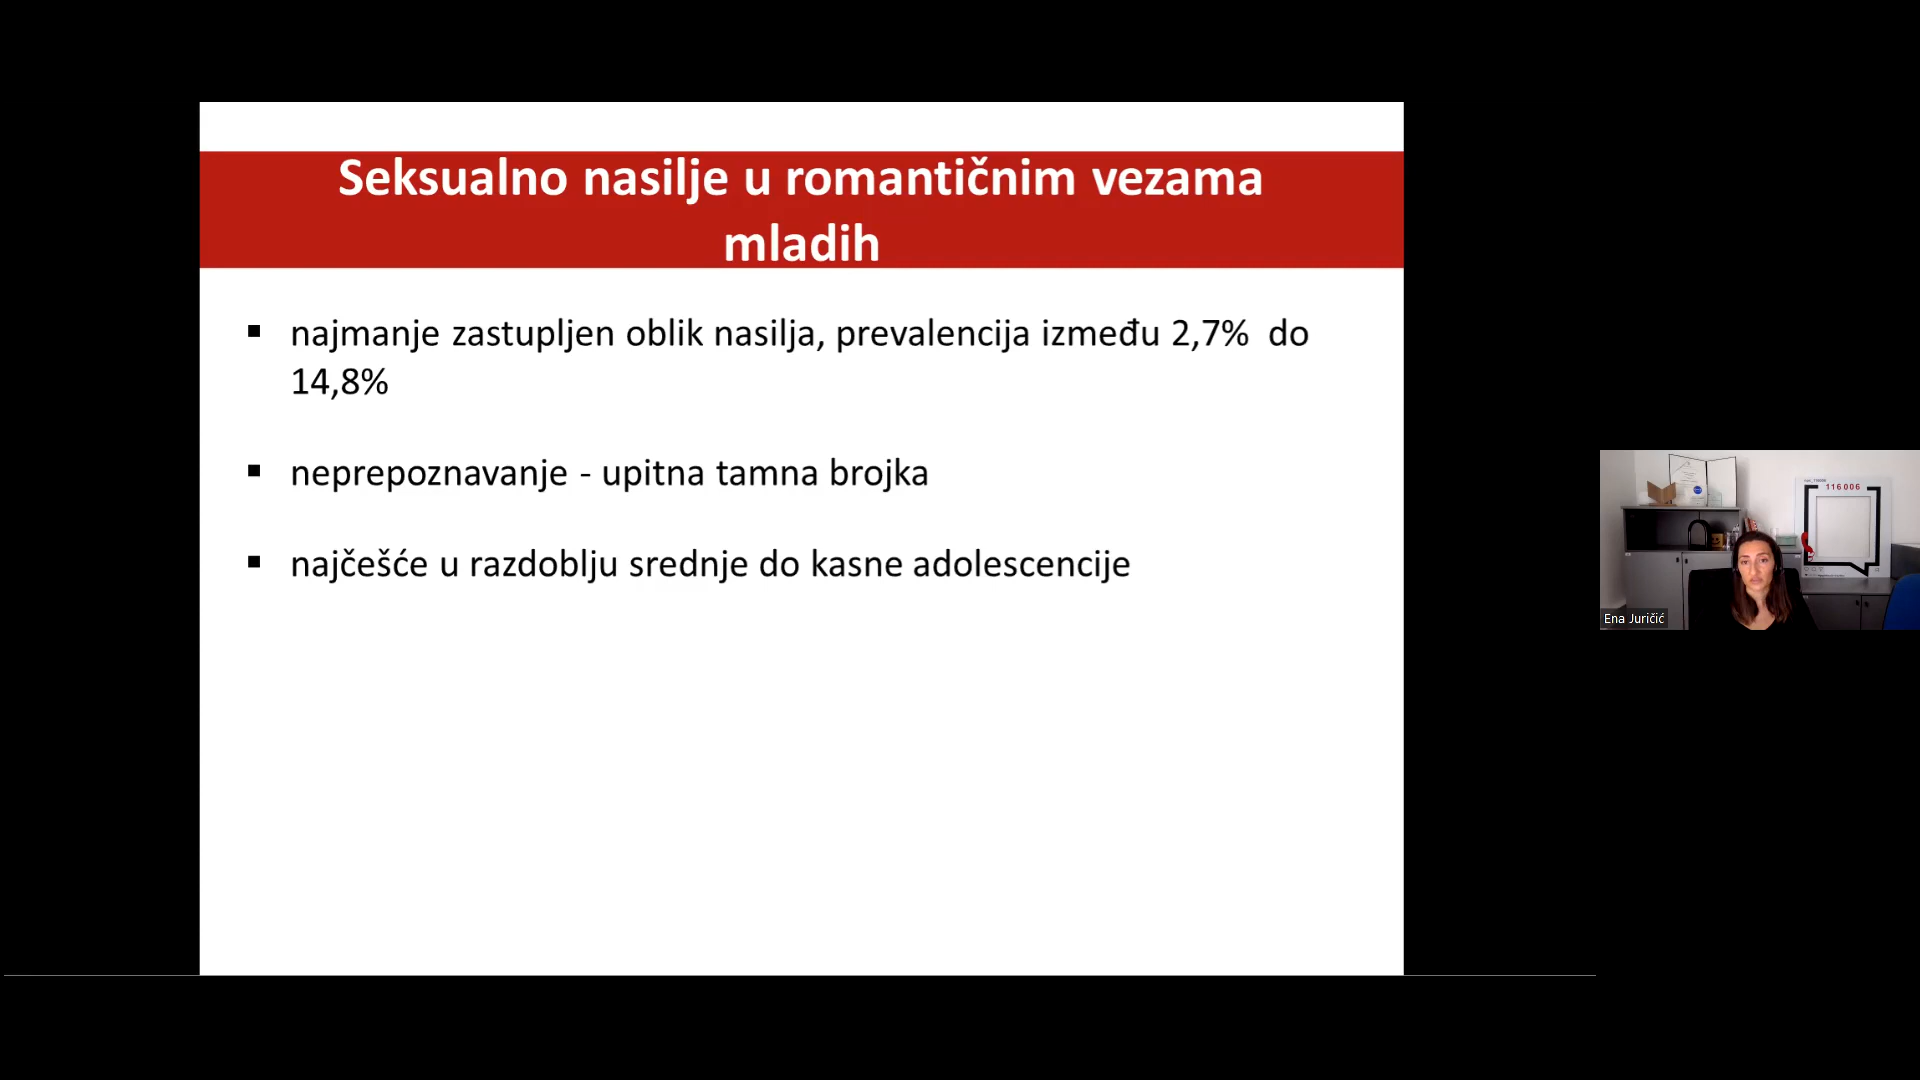 Seksualno nasilje u romantičnim vezama
mladih
▪ najmanje zastupljen oblik nasilja, prevalencija između 2,7% do
14,8%
▪ neprepoznavanje - upitna tamna brojka
▪ najčešće u razdoblju srednje do kasne adolescencije
116 006
Ena Juričić